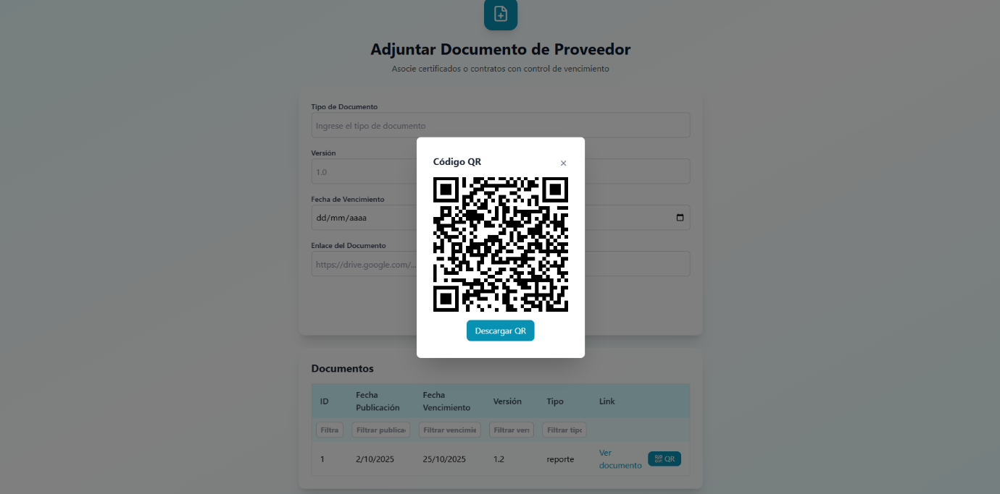 Adjuntar Documento de Proveedor
Asocie certificados o contratos con control de vencimiento
Tipo de Documento
Ingrese el tipo de documento
Versión
1.0
Fecha de Vencimiento
dd/mm/aaaa
Enlace del Documento
https://drive.google.com/...
Código QR
×
Descargar QR
Documentos
ID
Fecha
Publicación
Fecha
Vencimiento
Versión
Tipo
Link
Filtra
Filtrar publica
Filtrar vencimie
Filtrar vers
Filtrar tipo
1
2/10/2025
25/10/2025
1.2
reporte
Ver
documento
QR